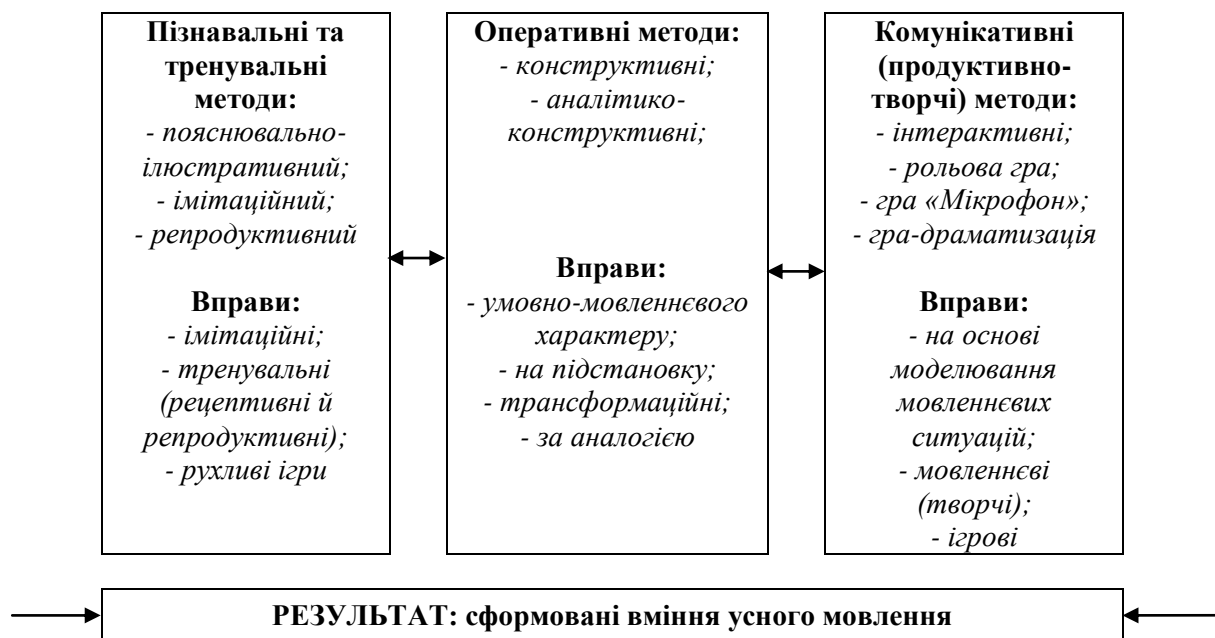 Пізнавальні та
тренувальні
методи:
- пояснювально-
ілюстративний;
- імітаційний;
- репродуктивний
Вправи:
- імітаційні;
- тренувальні
(рецептивні й
репродуктивні);
- рухливі ігри
Оперативні методи:
- конструктивні;
- аналітико-
конструктивні;
Вправи:
- умовно-мовленнєвого
характеру;
- на підстановку;
- трансформаційні;
- за аналогією
Комунікативні
(продуктивно-
творчі) методи:
- інтерактивні;
- рольова гра;
- гра «Мікрофон»;
- гра-драматизація
Вправи:
- на основі
моделювання
мовленнєвих
ситуацій;
- мовленнєві
(творчі);
- ігрові
РЕЗУЛЬТАТ: сформовані вміння усного мовлення